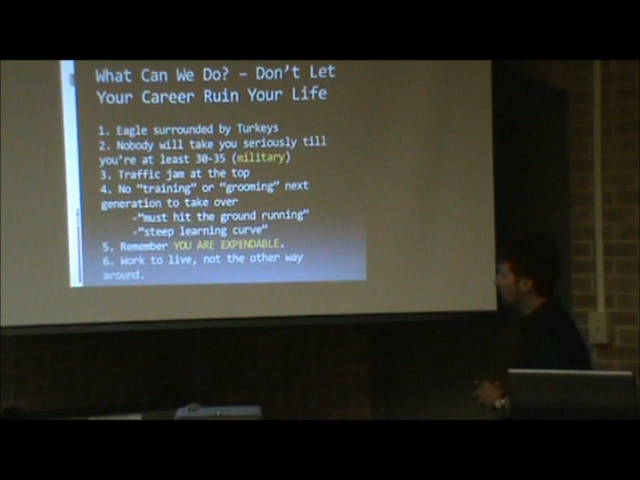 What Can We Do? – Don't Let
Your Career Ruin Your Life
1. Eagle surrounded by Turkeys
2. Nobody will take you seriously till
you're at least 30-35 (military)
3. Traffic jam at the top
4. No "training" or "grooming" next
generation to take over
-"must hit the ground running"
-"steep learning curve"
5. Remember YOU ARE EXPENDABLE.
6. Work to live, not the other way
around.